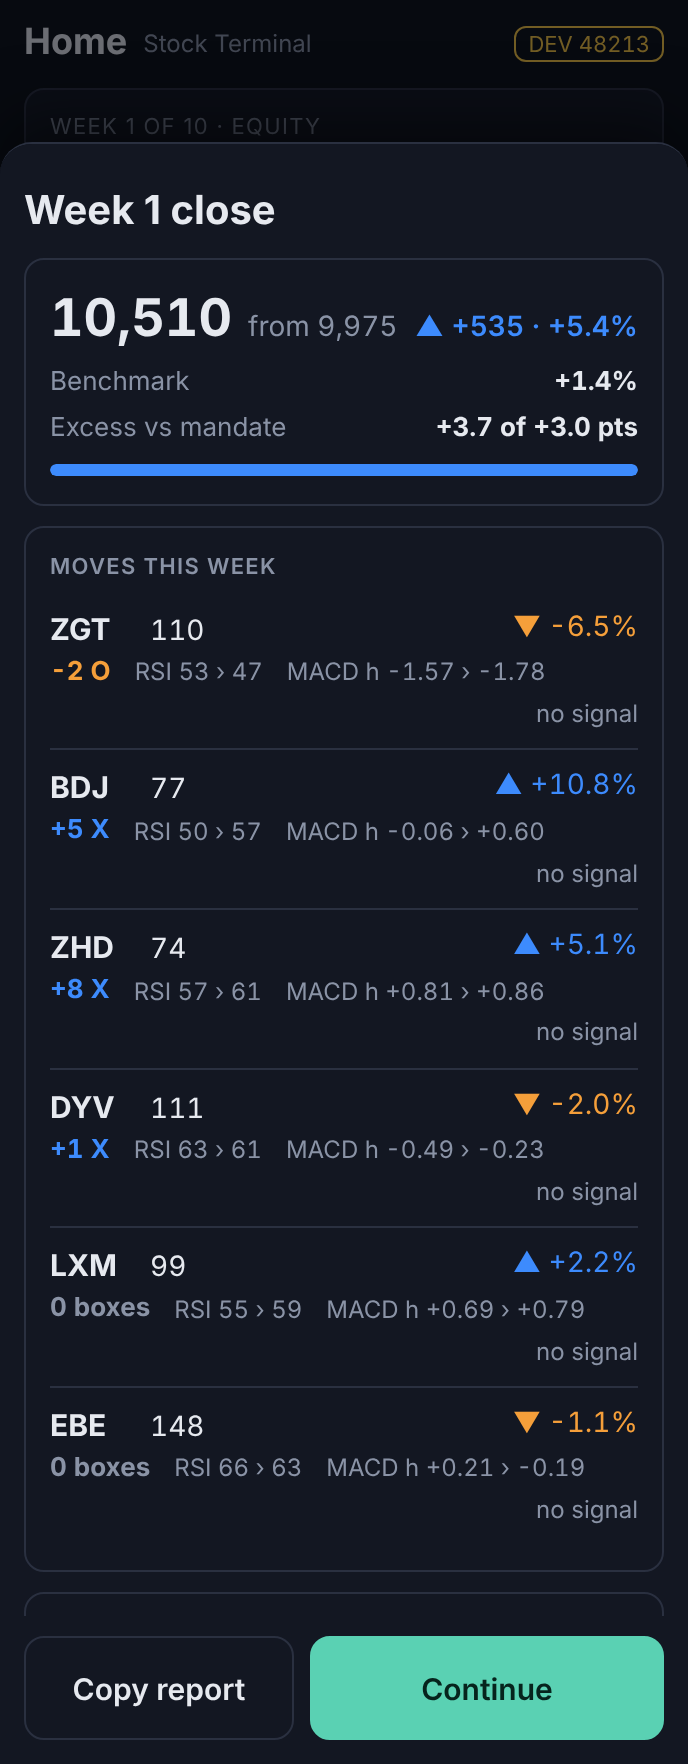 Home Stock Terminal DEV 48213
WEEK 1 OF 10 · EQUITY
Week 1 close
10,510 from 9,975 ▲ +535 · +5.4%
Benchmark +1.4%
Excess vs mandate +3.7 of +3.0 pts
MOVES THIS WEEK
ZGT 110 ▼ -6.5%
-2 O RSI 53 › 47 MACD h -1.57 › -1.78
no signal
BDJ 77 ▲ +10.8%
+5 X RSI 50 › 57 MACD h -0.06 › +0.60
no signal
ZHD 74 ▲ +5.1%
+8 X RSI 57 › 61 MACD h +0.81 › +0.86
no signal
DYV 111 ▼ -2.0%
+1 X RSI 63 › 61 MACD h -0.49 › -0.23
no signal
LXM 99 ▲ +2.2%
0 boxes RSI 55 › 59 MACD h +0.69 › +0.79
no signal
EBE 148 ▼ -1.1%
0 boxes RSI 66 › 63 MACD h +0.21 › -0.19
no signal
Copy report Continue